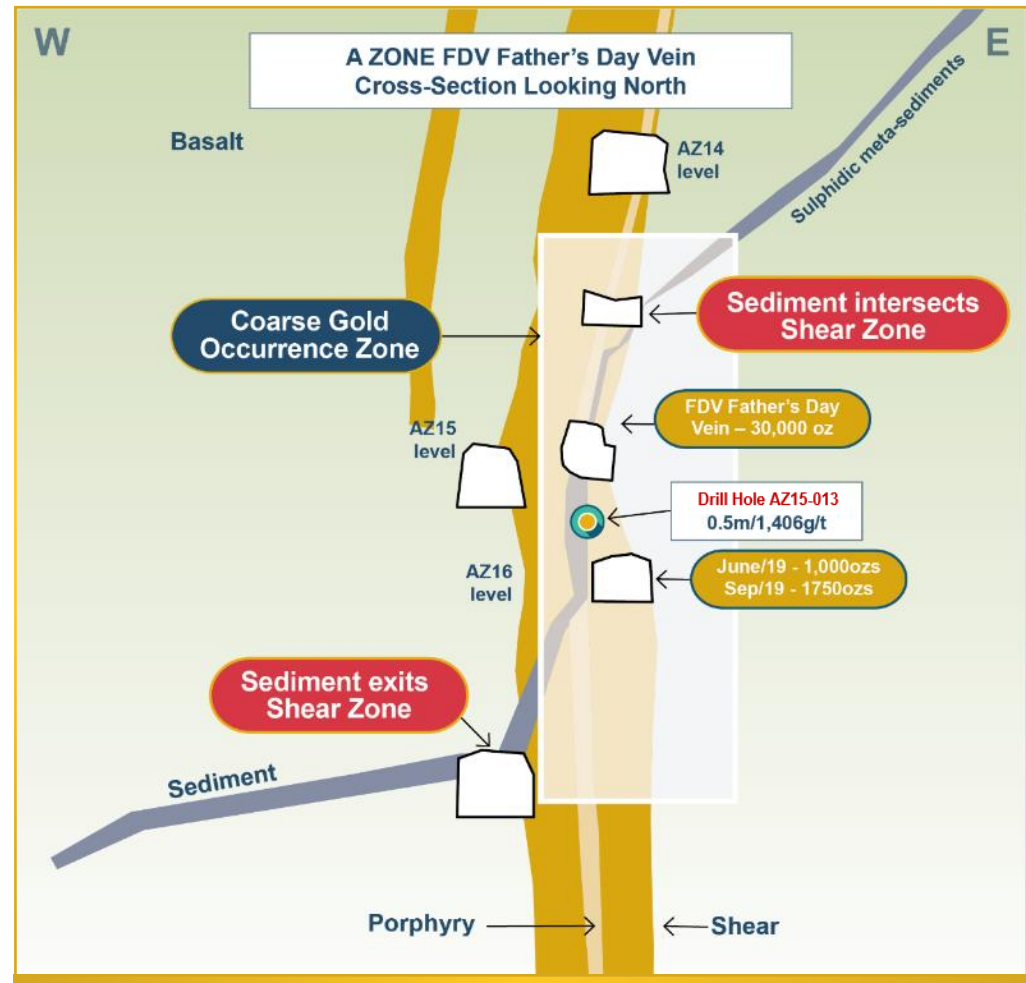 W
E
A ZONE FDV Father's Day Vein
Cross-Section Looking North
Basalt
AZ14
level
Sulphidic meta-sediments
Coarse Gold
Occurrence Zone
Sediment intersects
Shear Zone
FDV Father's Day
Vein – 30,000 oz
AZ15
level
Drill Hole AZ15-013
0.5m/1,406g/t
AZ16
level
June/19 - 1,000ozs
Sep/19 - 1750ozs
Sediment exits
Shear Zone
Sediment
Porphyry
Shear